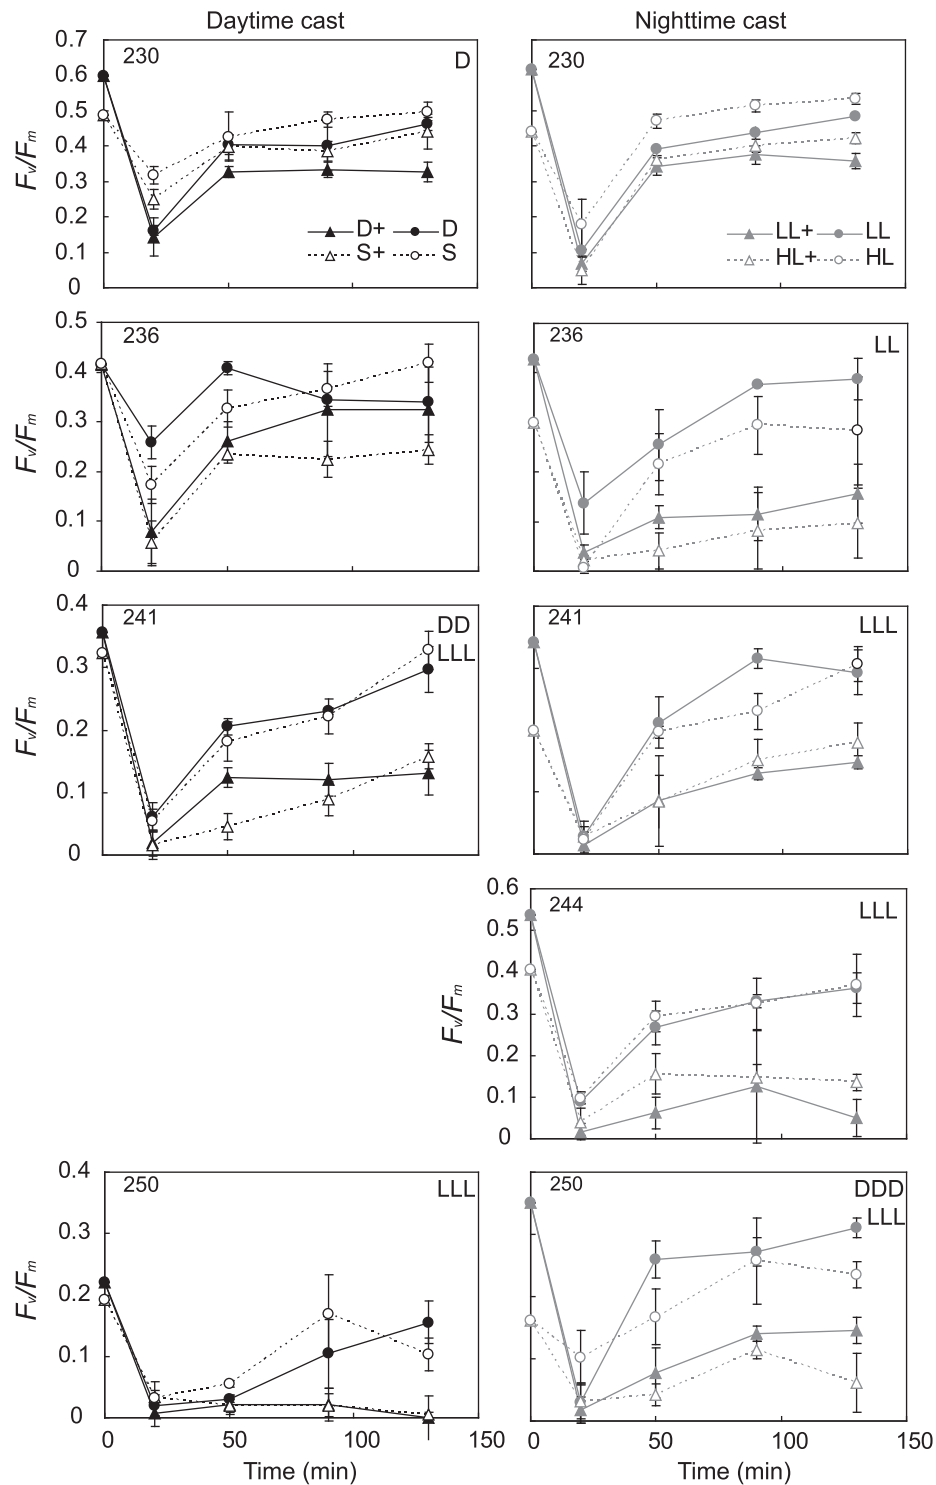 Daytime cast
Nighttime cast
0.7
0.6
0.5
0.4
0.3
0.2
0.1
0
Fv/Fm
230
D
D+ D
S+ S
230
LL+ LL
HL+ HL
0.5
0.4
0.3
0.2
0.1
0
Fv/Fm
236
236
LL
0.4
0.3
0.2
0.1
0
Fv/Fm
241
DD
LLL
241
LLL
0.6
0.5
0.4
0.3
0.2
0.1
0
Fv/Fm
244
LLL
0.4
0.3
0.2
0.1
0
Fv/Fm
250
LLL
250
DDD
LLL
0 50 100 150
Time (min)
0 50 100 150
Time (min)